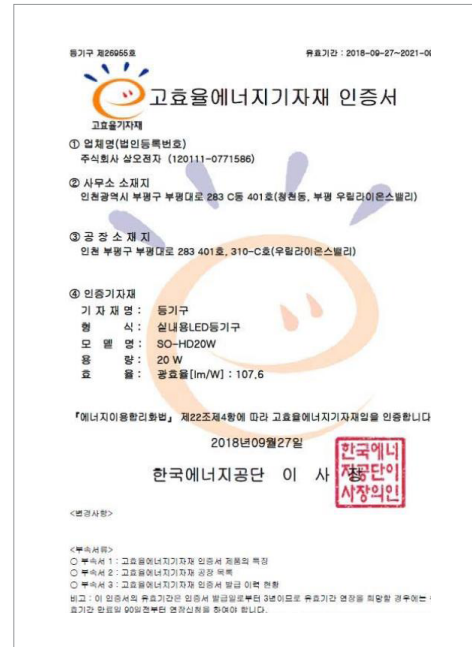 등기구 제26955호
유효기간 : 2018-09-27~2021-0
고효율에너지기자재 인증서
고효율기자재
① 업체명(법인등록번호)
주식회사 삼오전자 (120111-0771586)
② 사무소 소재지
인천광역시 부평구 부평대로 283 C동 401호(청천동, 부평 우림라이온스밸리)
③ 공 장 소 재 지
인천 부평구 부평대로 283 401호, 310-C호(우림라이온스밸리)
④ 인증기자재
기 자 재 명 : 등기구
형 식 : 실내용LED등기구
모 델 명 : SO-HD20W
용 량 : 20 W
효 율 : 광효율[lm/W] : 107.6
『에너지이용합리화법』 제22조제4항에 따라 고효율에너지기자재임을 인증합니다
2018년09월27일
한국에너지공단 이 사 장
한국에너
지공단이
사장의인
<변경사항>
<부속서류>
○ 부속서 1 : 고효율에너지기자재 인증서 제품의 특징
○ 부속서 2 : 고효율에너지기자재 공장 목록
○ 부속서 3 : 고효율에너지기자재 인증서 발급 이력 현황
비고 : 이 인증서의 유효기간은 인증서 발급일로부터 3년이므로 유효기간 연장을 희망할 경우에는
효기간 만료일 90일전부터 연장신청을 하여야 합니다.